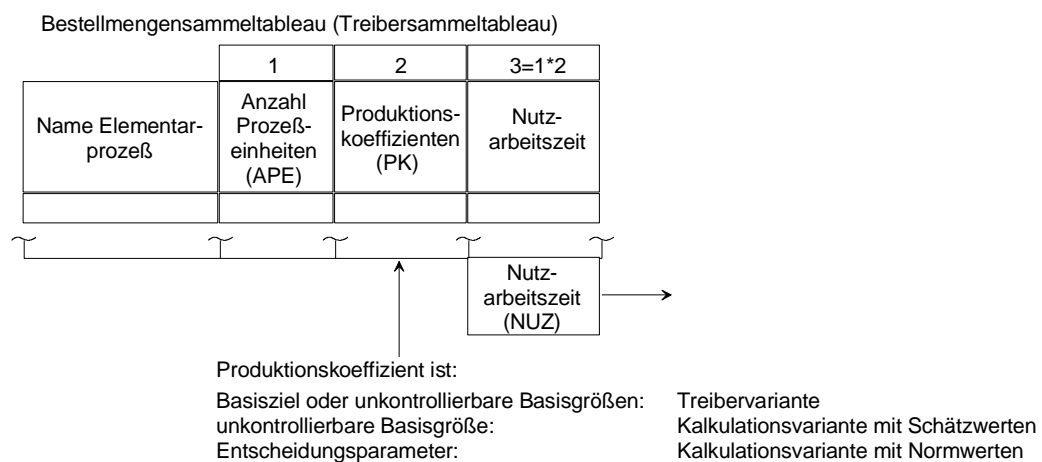 Bestellmengensammeltableau (Treibersammeltableau)
1 2 3=1*2
Name Elementar-
prozeß
Anzahl
Prozeß-
einheiten
(APE)
Produktions-
koeffizienten
(PK)
Nutz-
arbeitszeit
Nutz-
arbeitszeit
(NUZ)
Produktionskoeffizient ist:
Basisziel oder unkontrollierbare Basisgrößen: Treibervariante
unkontrollierbare Basisgröße: Kalkulationsvariante mit Schätzwerten
Entscheidungsparameter: Kalkulationsvariante mit Normwerten